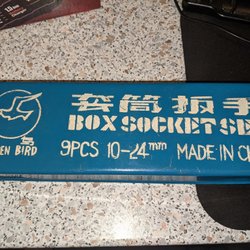 套筒扳手
BOX SOCKET SE
9PCS 10-24mm MADE IN C
EN BIRD